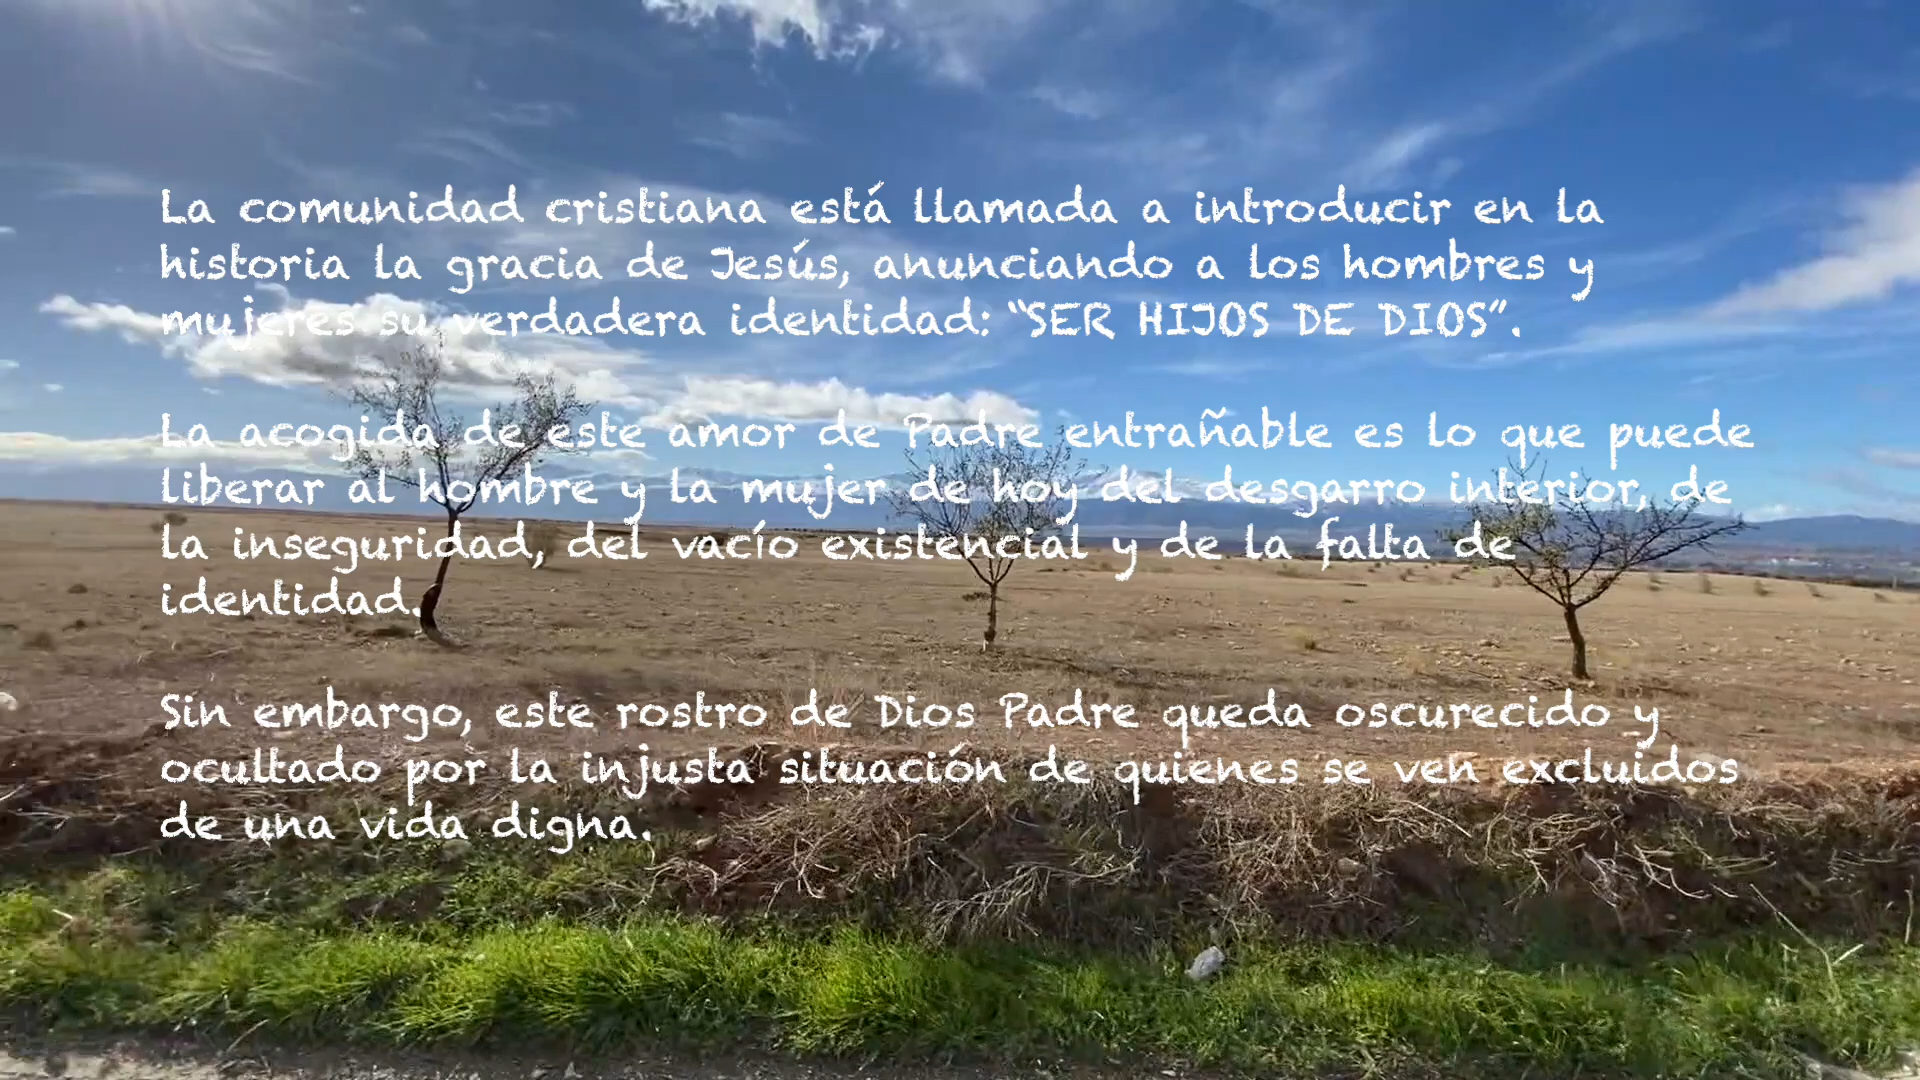 La comunidad cristiana está llamada a introducir en la
historia la gracia de Jesús, anunciando a los hombres y
mujeres su verdadera identidad: “SER HIJOS DE DIOS”.
La acogida de este amor de Padre entrañable es lo que puede
liberar al hombre y la mujer de hoy del desgarro interior, de
la inseguridad, del vacío existencial y de la falta de
identidad.
Sin embargo, este rostro de Dios Padre queda oscurecido y
ocultado por la injusta situación de quienes se ven excluidos
de una vida digna.